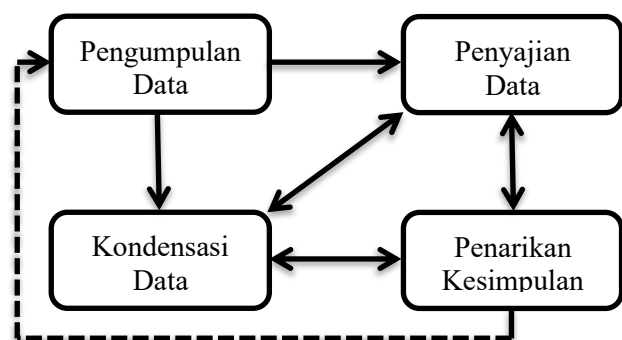 Pengumpulan
Data
Penyajian
Data
Kondensasi
Data
Penarikan
Kesimpulan